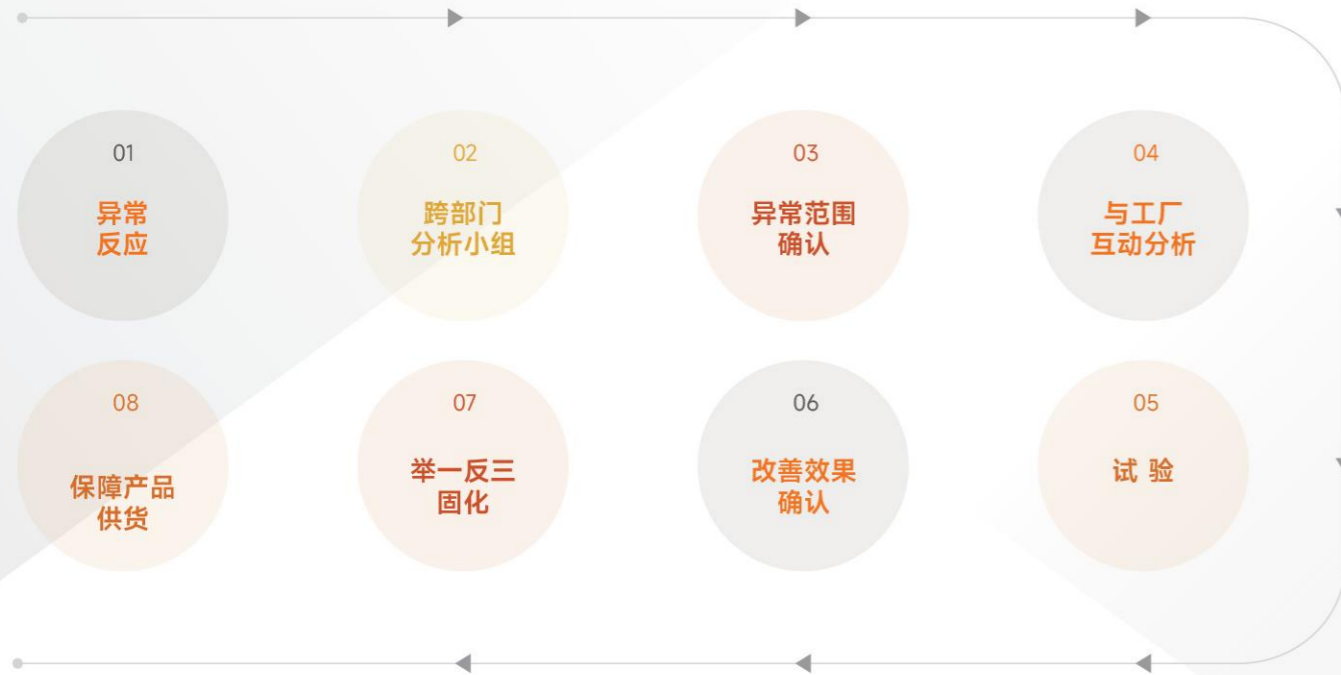 01
异常
反应
02
跨部门
分析小组
03
异常范围
确认
04
与工厂
互动分析
08
保障产品
供货
07
举一反三
固化
06
改善效果
确认
05
试 验